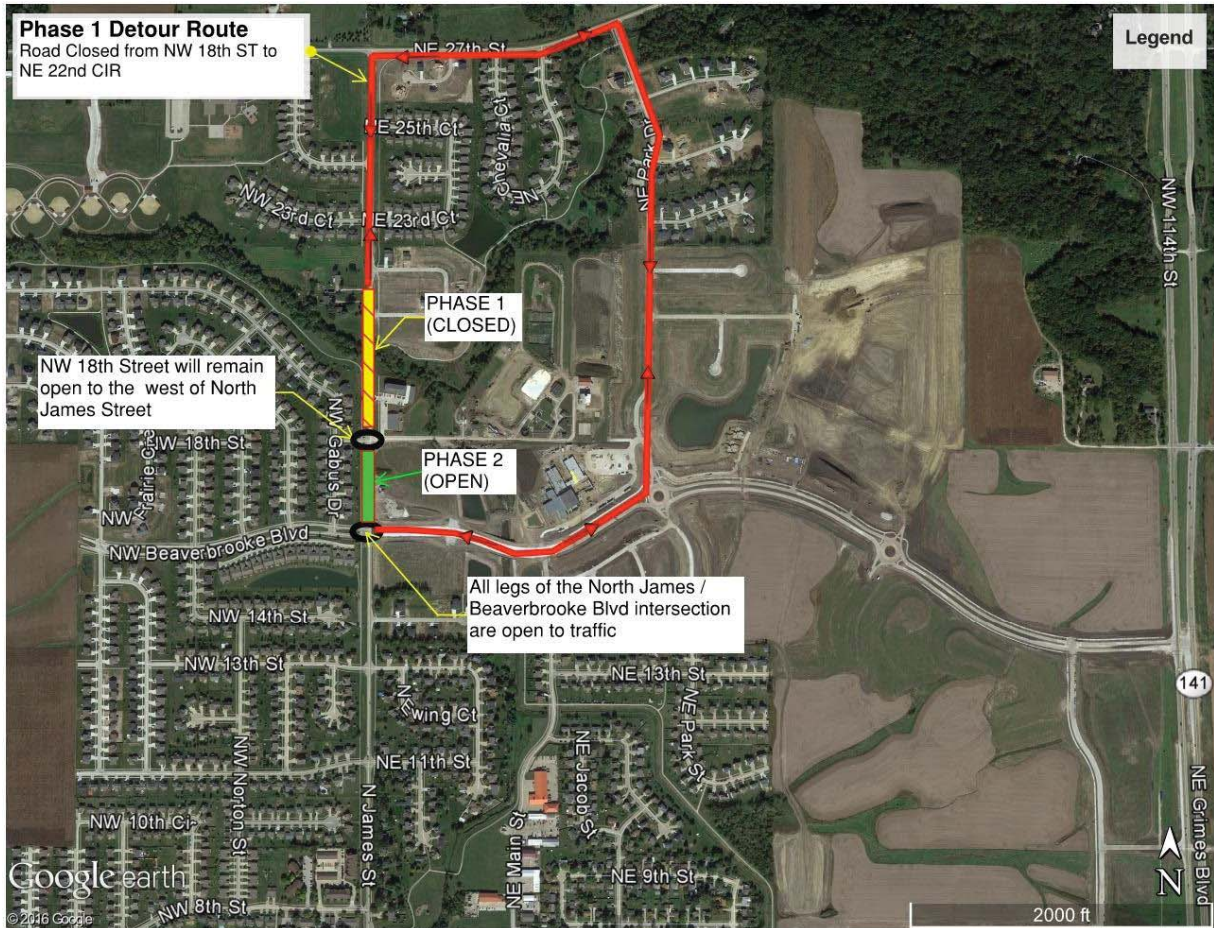 Phase 1 Detour Route
Road Closed from NW 18th ST to
NE 22nd CIR
Legend
NE 27th St
NE 25th Ct
NE Chevalia Ct
NE Park Dr
NW 23rd Ct
NE 23rd Ct
NW 114th St
PHASE 1
(CLOSED)
NW 18th Street will remain
open to the west of North
James Street
NW Gabus Dr
NW 18th St
NW Prairie
PHASE 2
(OPEN)
NW Beaverbrooke Blvd
All legs of the North James /
Beaverbrooke Blvd intersection
are open to traffic
NW 14th St
NW 13th St
NE 13th St
141
NE wing Ct
NE Park St
NE 11th St
NW Norton St
N James St
NE Main St
NE Jacob St
NE Grimes Blvd
NW 10th Cir
NE 9th St
NW 8th St
Google earth
© 2016 Google
N
2000 ft